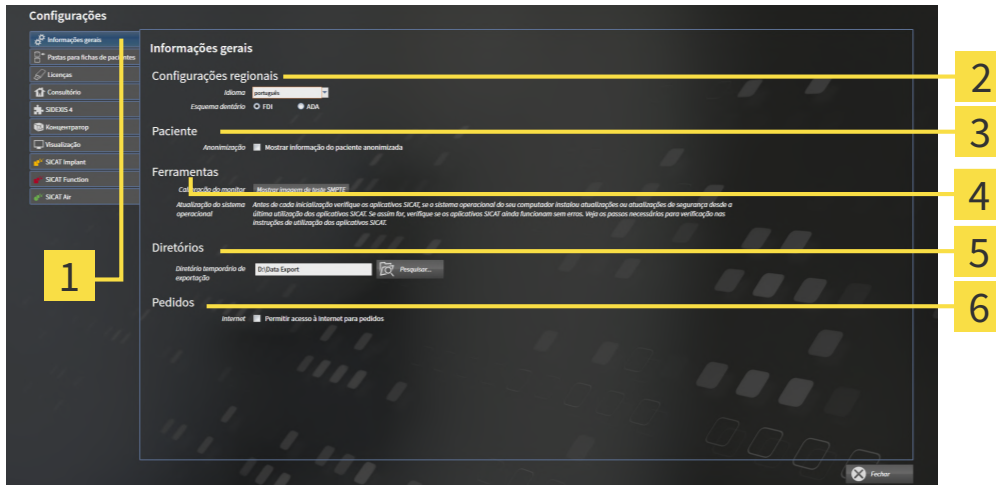 Configurações
Informações gerais
Pastas para fichas de pacientes
Licenças
Consultório
SIDEXIS 4
Концентратор
Visualização
SICAT Implant
SICAT Function
SICAT Air
1
Informações gerais
Configurações regionais
2
Idioma português
Esquema dentário FDI ADA
Paciente
3
Anonimização Mostrar informação do paciente anonimizada
Ferramentas
4
Calibração do monitor Mostrar imagem de teste SMPTE
Atualização do sistema operacional
Antes de cada inicialização verifique os aplicativos SICAT, se o sistema operacional do seu computador instalou atualizações ou atualizações de segurança desde a
última utilização dos aplicativos SICAT. Se assim for, verifique se os aplicativos SICAT ainda funcionam sem erros. Veja os passos necessários para verificação nas
instruções de utilização dos aplicativos SICAT.
Diretórios
5
Diretório temporário de exportação
D:\Data Export
Pesquisar...
Pedidos
6
Internet Permitir acesso à Internet para pedidos
Fechar